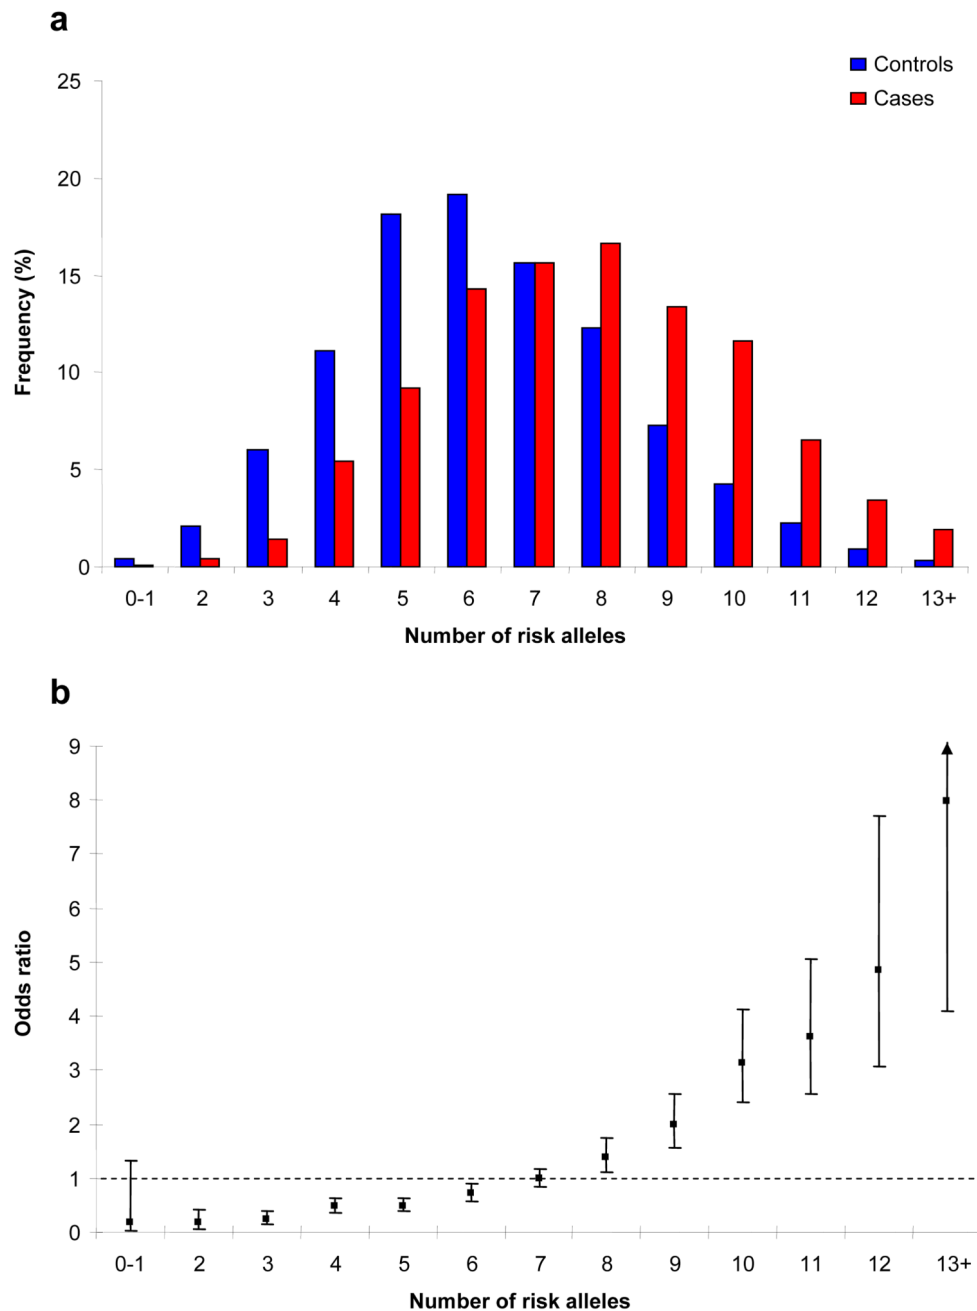 a
Controls
Cases
25
20
15
10
5
0
Frequency (%)
0-1 2 3 4 5 6 7 8 9 10 11 12 13+
Number of risk alleles
b
9
8
7
6
5
4
3
2
1
0
Odds ratio
0-1 2 3 4 5 6 7 8 9 10 11 12 13+
Number of risk alleles